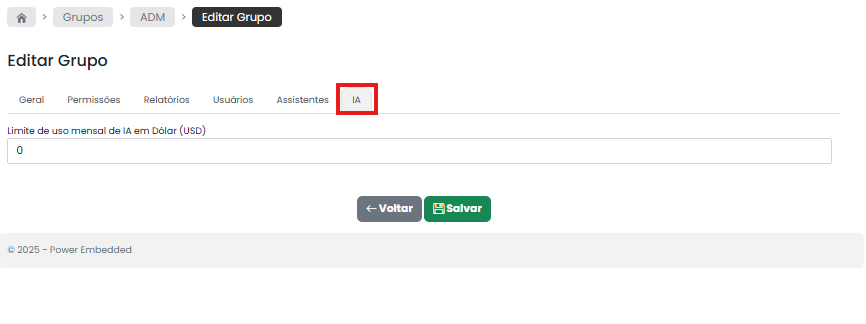 > Grupos > ADM > Editar Grupo
Editar Grupo
Geral Permissões Relatórios Usuários Assistentes IA
Limite de uso mensal de IA em Dólar (USD)
0
← Voltar Salvar
© 2025 - Power Embedded